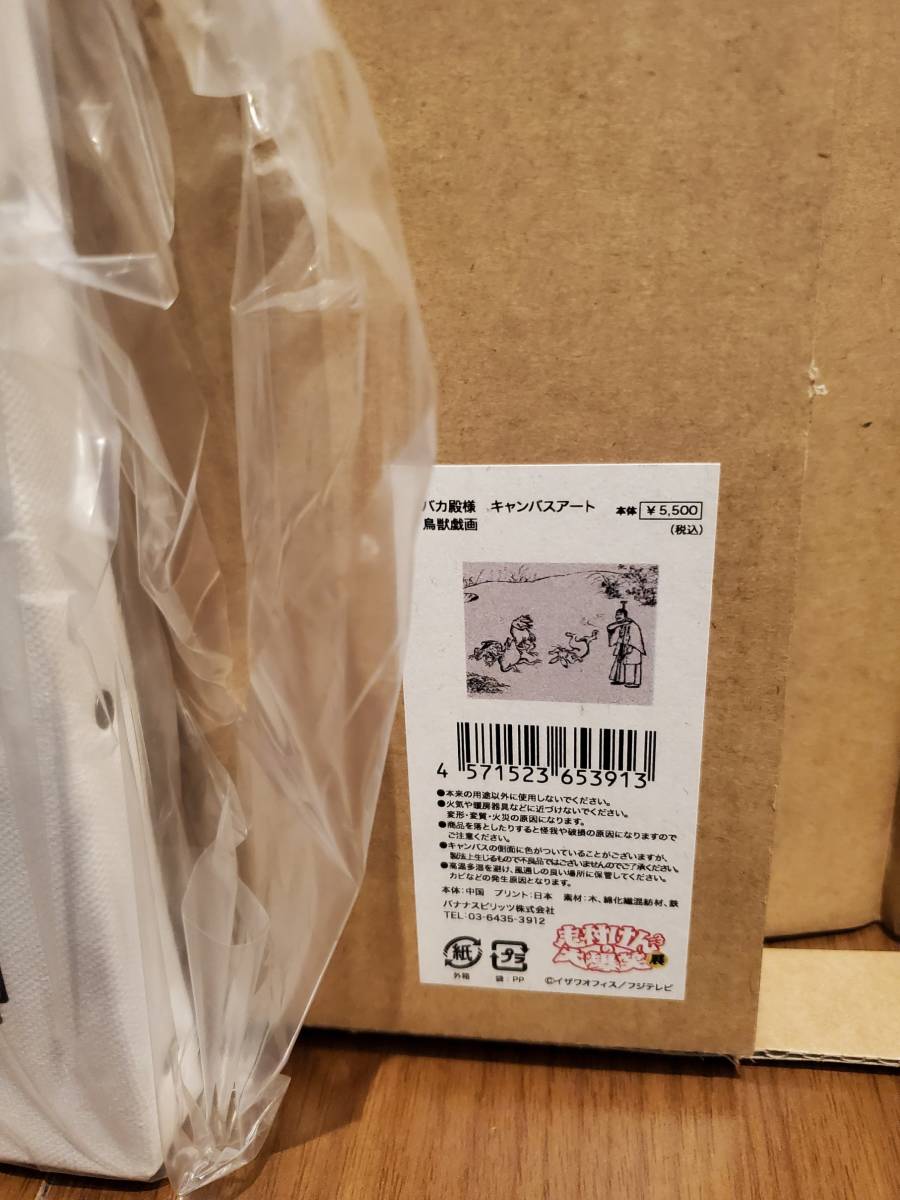 バカ殿様　キャンバスアート　本体 ￥5,500
鳥獣戯画　(税込)
4 571523 653913
●本来の用途以外に使用しないでください。
●火気や暖房器具などに近づけないでください。
変形・変質・火災の原因になります。
●商品を落としたりすると怪我や破損の原因になりますので
ご注意ください。
●キャンバスの側面に色がついていることがございますが、
製法上生じるもので不良品ではございませんのでご了承ください。
●高温多湿を避け、風通しの良い場所に保管してください。
カビなどの発生原因となります。
本体：中国　プリント：日本　素材：木、綿化繊混紡材、鉄
バナナスピリッツ株式会社
TEL：03-6435-3912
紙　プラ
外箱　袋：PP
志村けんの
大爆笑展
©イザワオフィス／フジテレビ